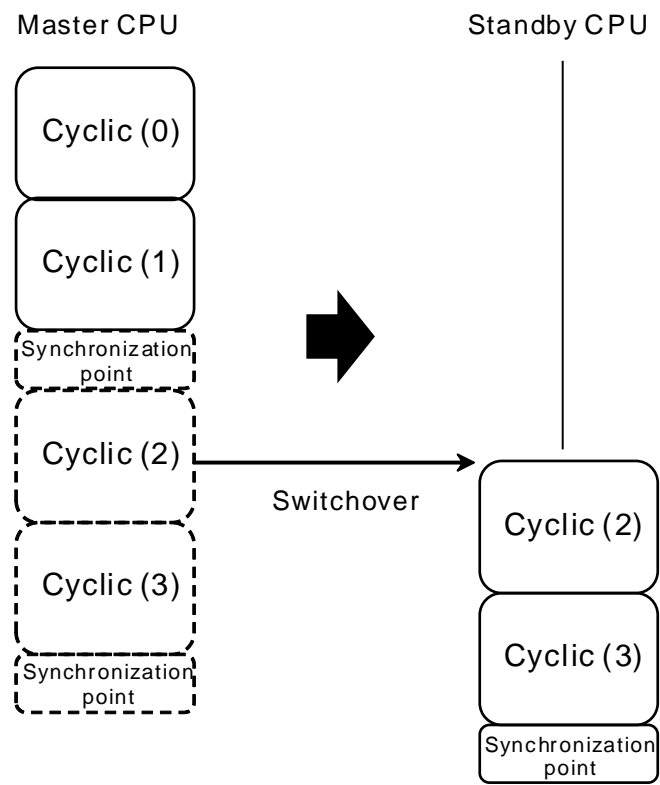 Master CPU
Standby CPU
Cyclic (0)
Cyclic (1)
Synchronization
point
Cyclic (2)
Switchover
Cyclic (3)
Synchronization
point
Cyclic (2)
Cyclic (3)
Synchronization
point